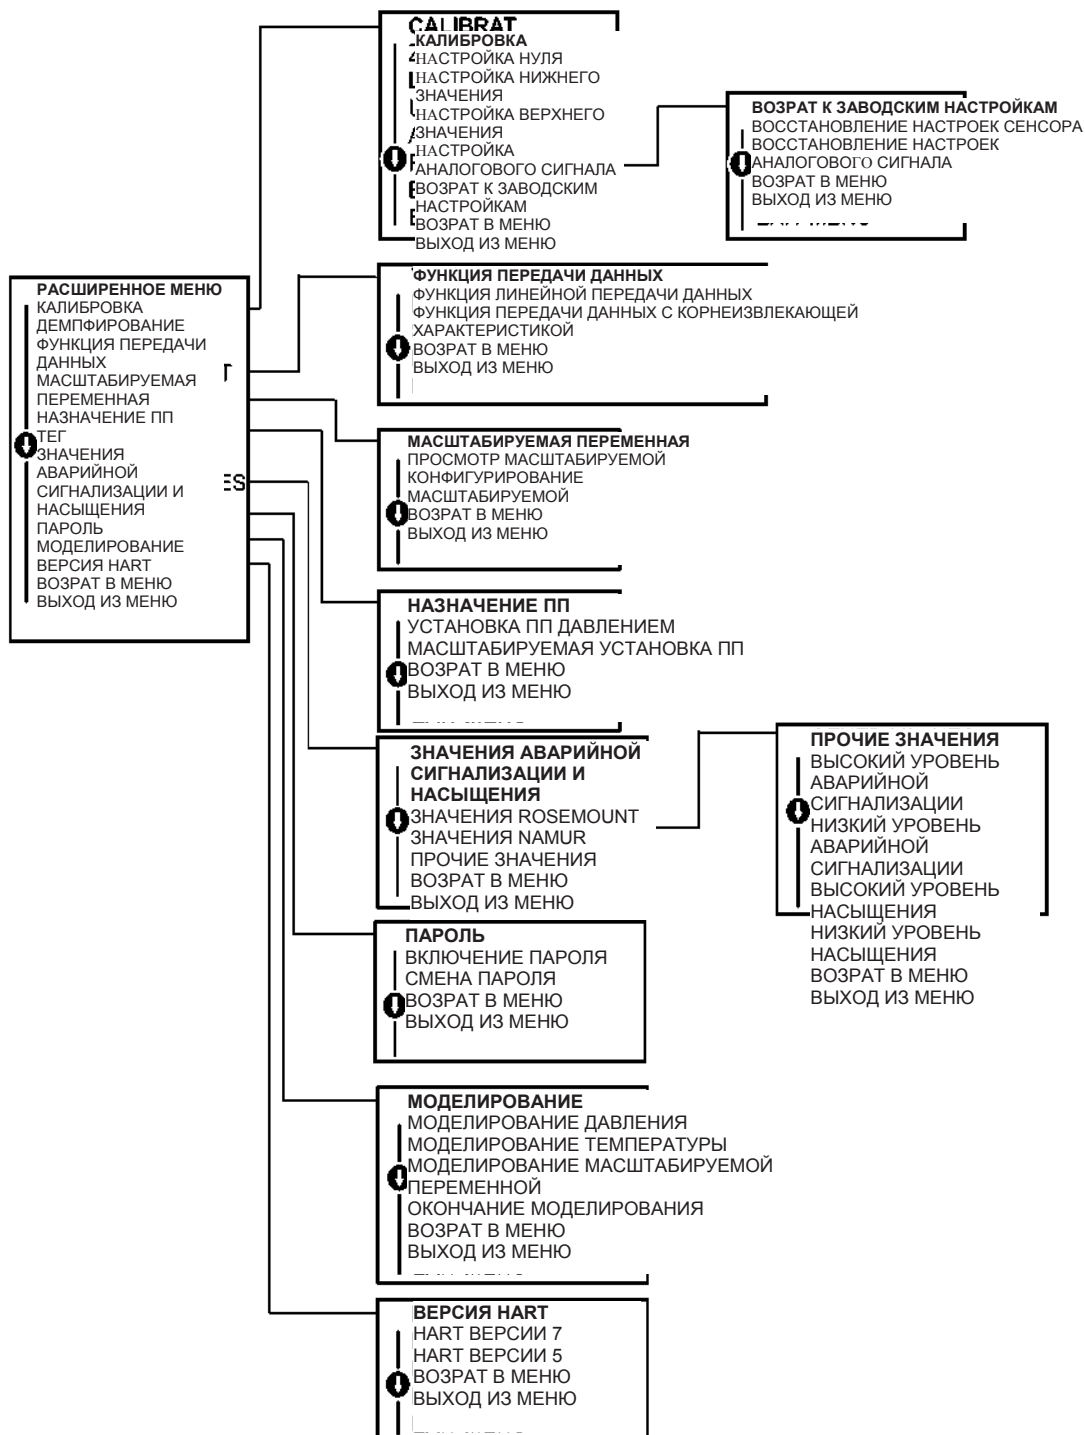 CALIBRAT
КАЛИБРОВКА
НАСТРОЙКА НУЛЯ
НАСТРОЙКА НИЖНЕГО
ЗНАЧЕНИЯ
НАСТРОЙКА ВЕРХНЕГО
ЗНАЧЕНИЯ
НАСТРОЙКА
АНАЛОГОВОГО СИГНАЛА
ВОЗРАТ К ЗАВОДСКИМ
НАСТРОЙКАМ
ВОЗРАТ В МЕНЮ
ВЫХОД ИЗ МЕНЮ
ВОЗРАТ К ЗАВОДСКИМ НАСТРОЙКАМ
ВОССТАНОВЛЕНИЕ НАСТРОЕК СЕНСОРА
ВОССТАНОВЛЕНИЕ НАСТРОЕК
АНАЛОГОВОГО СИГНАЛА
ВОЗРАТ В МЕНЮ
ВЫХОД ИЗ МЕНЮ
РАСШИРЕННОЕ МЕНЮ
КАЛИБРОВКА
ДЕМПФИРОВАНИЕ
ФУНКЦИЯ ПЕРЕДАЧИ
ДАННЫХ
МАСШТАБИРУЕМАЯ
ПЕРЕМЕННАЯ
НАЗНАЧЕНИЕ ПП
ТЕГ
ЗНАЧЕНИЯ
АВАРИЙНОЙ
СИГНАЛИЗАЦИИ И
НАСЫЩЕНИЯ
ПАРОЛЬ
МОДЕЛИРОВАНИЕ
ВЕРСИЯ HART
ВОЗРАТ В МЕНЮ
ВЫХОД ИЗ МЕНЮ
ES
ФУНКЦИЯ ПЕРЕДАЧИ ДАННЫХ
ФУНКЦИЯ ЛИНЕЙНОЙ ПЕРЕДАЧИ ДАННЫХ
ФУНКЦИЯ ПЕРЕДАЧИ ДАННЫХ С КОРНЕИЗВЛЕКАЮЩЕЙ
ХАРАКТЕРИСТИКОЙ
ВОЗРАТ В МЕНЮ
ВЫХОД ИЗ МЕНЮ
МАСШТАБИРУЕМАЯ ПЕРЕМЕННАЯ
ПРОСМОТР МАСШТАБИРУЕМОЙ
КОНФИГУРИРОВАНИЕ
МАСШТАБИРУЕМОЙ
ВОЗРАТ В МЕНЮ
ВЫХОД ИЗ МЕНЮ
НАЗНАЧЕНИЕ ПП
УСТАНОВКА ПП ДАВЛЕНИЕМ
МАСШТАБИРУЕМАЯ УСТАНОВКА ПП
ВОЗРАТ В МЕНЮ
ВЫХОД ИЗ МЕНЮ
ЗНАЧЕНИЯ АВАРИЙНОЙ
СИГНАЛИЗАЦИИ И
НАСЫЩЕНИЯ
ЗНАЧЕНИЯ ROSEMOUNT
ЗНАЧЕНИЯ NAMUR
ПРОЧИЕ ЗНАЧЕНИЯ
ВОЗРАТ В МЕНЮ
ВЫХОД ИЗ МЕНЮ
ПРОЧИЕ ЗНАЧЕНИЯ
ВЫСОКИЙ УРОВЕНЬ
АВАРИЙНОЙ
СИГНАЛИЗАЦИИ
НИЗКИЙ УРОВЕНЬ
АВАРИЙНОЙ
СИГНАЛИЗАЦИИ
ВЫСОКИЙ УРОВЕНЬ
НАСЫЩЕНИЯ
НИЗКИЙ УРОВЕНЬ
НАСЫЩЕНИЯ
ВОЗРАТ В МЕНЮ
ВЫХОД ИЗ МЕНЮ
ПАРОЛЬ
ВКЛЮЧЕНИЕ ПАРОЛЯ
СМЕНА ПАРОЛЯ
ВОЗРАТ В МЕНЮ
ВЫХОД ИЗ МЕНЮ
МОДЕЛИРОВАНИЕ
МОДЕЛИРОВАНИЕ ДАВЛЕНИЯ
МОДЕЛИРОВАНИЕ ТЕМПЕРАТУРЫ
МОДЕЛИРОВАНИЕ МАСШТАБИРУЕМОЙ
ПЕРЕМЕННОЙ
ОКОНЧАНИЕ МОДЕЛИРОВАНИЯ
ВОЗРАТ В МЕНЮ
ВЫХОД ИЗ МЕНЮ
ВЕРСИЯ HART
HART ВЕРСИИ 7
HART ВЕРСИИ 5
ВОЗРАТ В МЕНЮ
ВЫХОД ИЗ МЕНЮ